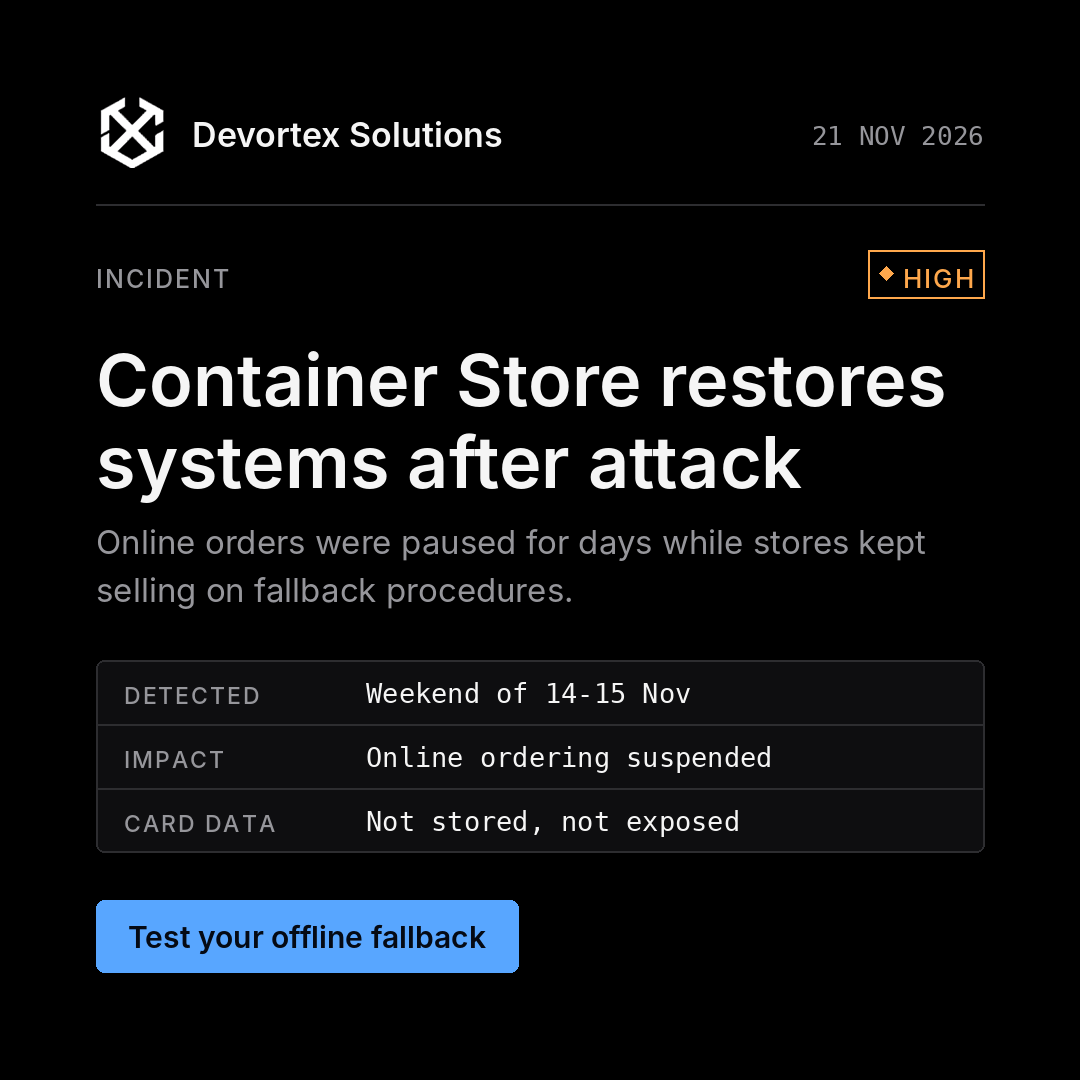 Devortex Solutions
21 NOV 2026
INCIDENT
HIGH
Container Store restores
systems after attack
Online orders were paused for days while stores kept
selling on fallback procedures.
DETECTED Weekend of 14-15 Nov
IMPACT Online ordering suspended
CARD DATA Not stored, not exposed
Test your offline fallback